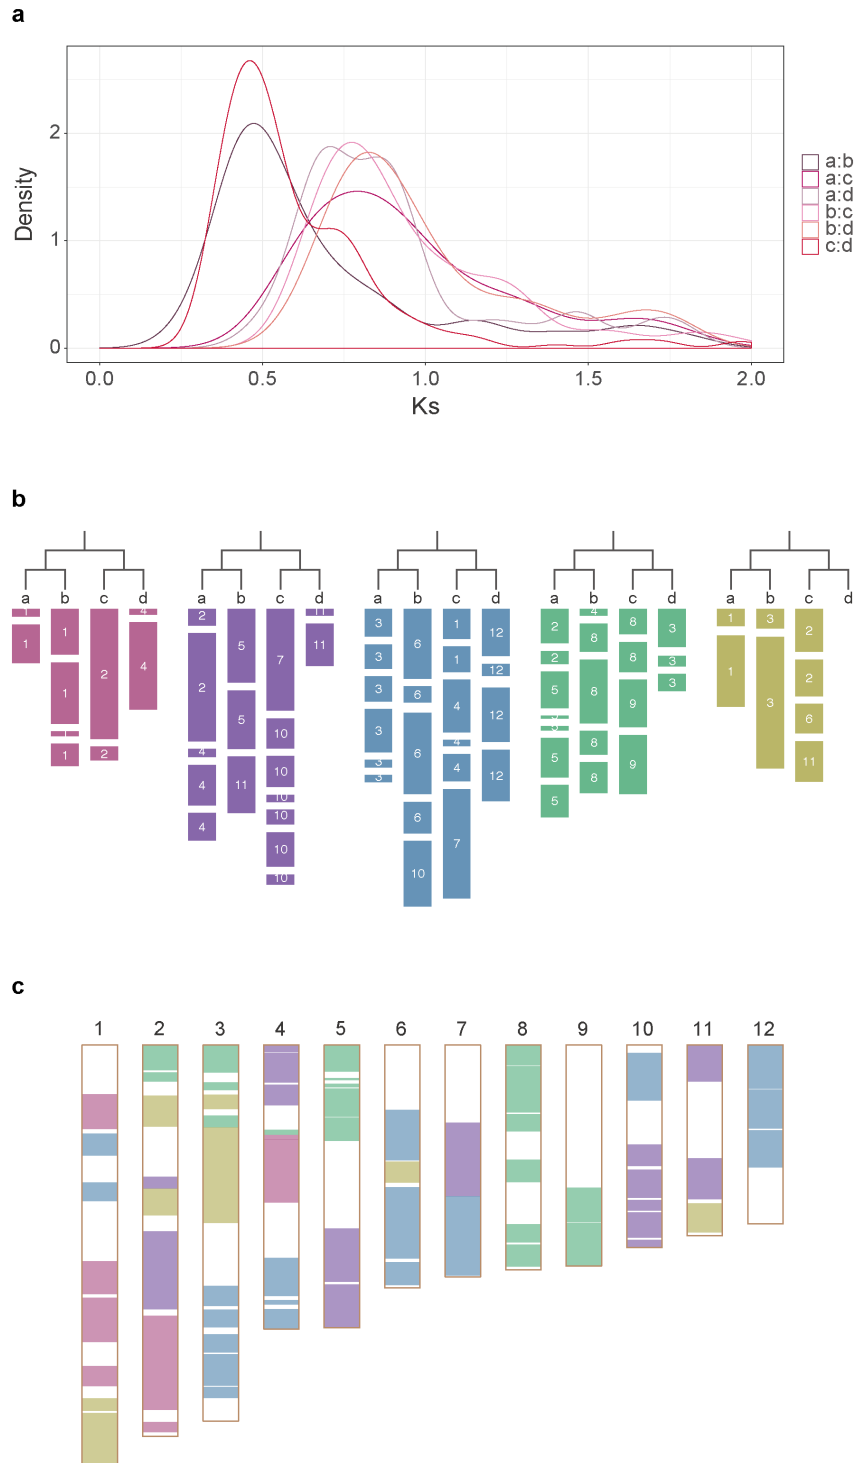 a
2
1
0
Density
0.0 0.5 1.0 1.5 2.0
Ks
a:b
a:c
a:d
b:c
b:d
c:d
b
a b c d a b c d a b c d a b c d a b c d
1 1
1 1 1 1
2 2
4 4
2 2 4 4 4
5 5 11
7 10 10 10 10 10 10
11 11
3 3 3 3 3 3
6 6 6 6 10
1 1 4 4 4 7
12 12 12 12
2 2 5 5 5 5
4 8 8 8 8
8 8 9 9
3 3 3
1 1
3 3
2 2 6 11
c
1 2 3 4 5 6 7 8 9 10 11 12